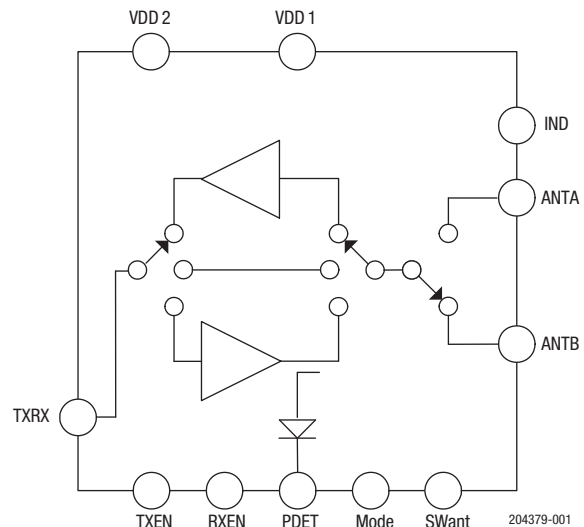 VDD 2
VDD 1
IND
ANTA
ANTB
TXRX
TXEN
RXEN
PDET
Mode
SWant
204379-001